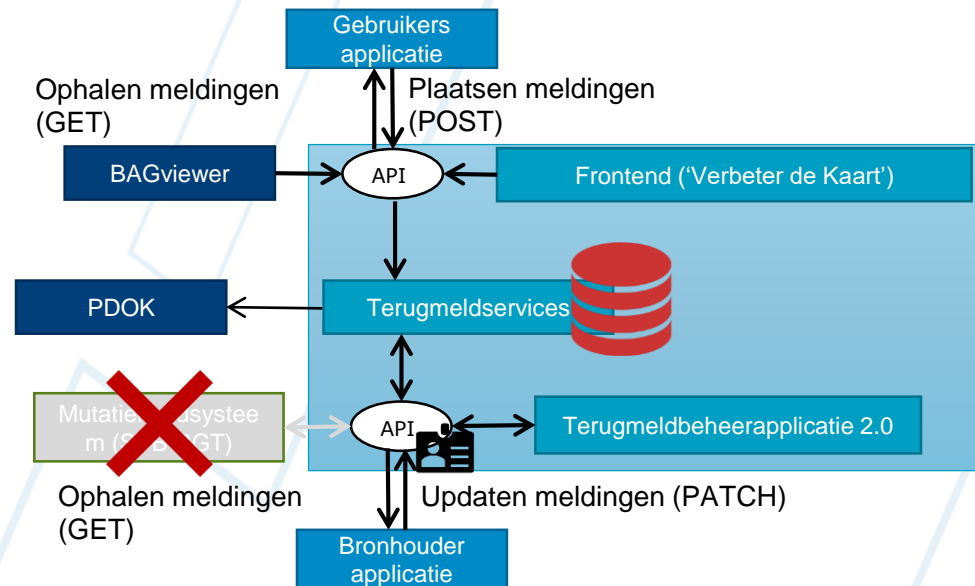 Gebruikers
applicatie
Ophalen meldingen
(GET)
Plaatsen meldingen
(POST)
BAGviewer
API
Frontend (‘Verbeter de Kaart’)
PDOK
Terugmeldservices
m (
GT)
API
Terugmeldbeheerapplicatie 2.0
Ophalen meldingen
(GET)
Updaten meldingen (PATCH)
Bronhouder
applicatie